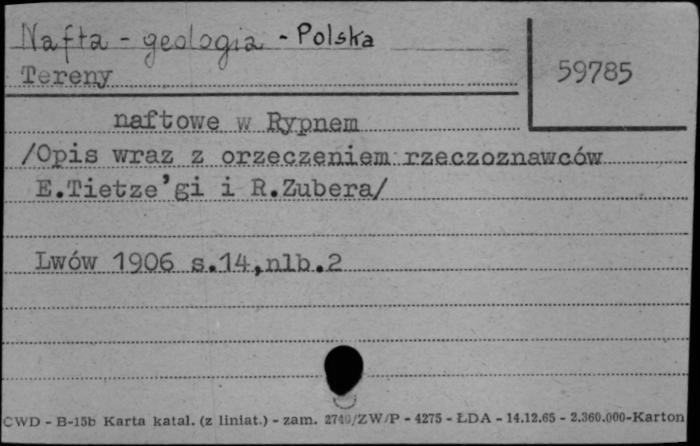 Nafta - geologia - Polska
Tereny
59785
naftowe w Rypnem
/Opis wraz z orzeczeniem rzeczoznawców
E.Tietze'gi i R.Zubera/
Lwów 1906 s.14,nlb.2
CWD - B-15b Karta katal. (z liniat.) - zam. 2740/ZW/P - 4275 - ŁDA - 14.12.65 - 2.360.000-Karton